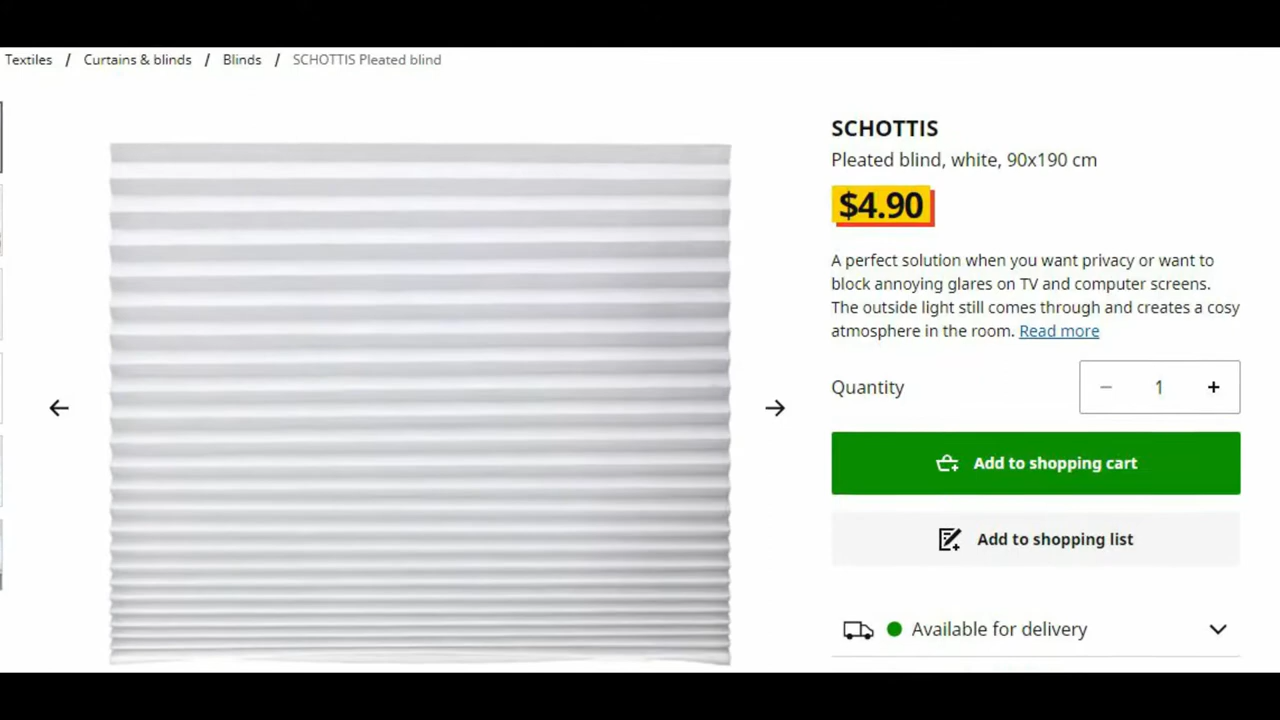 Textiles / Curtains & blinds / Blinds / SCHOTTIS Pleated blind
SCHOTTIS
Pleated blind, white, 90x190 cm
$4.90
A perfect solution when you want privacy or want to
block annoying glares on TV and computer screens.
The outside light still comes through and creates a cosy
atmosphere in the room. Read more
Quantity
1
Add to shopping cart
Add to shopping list
Available for delivery